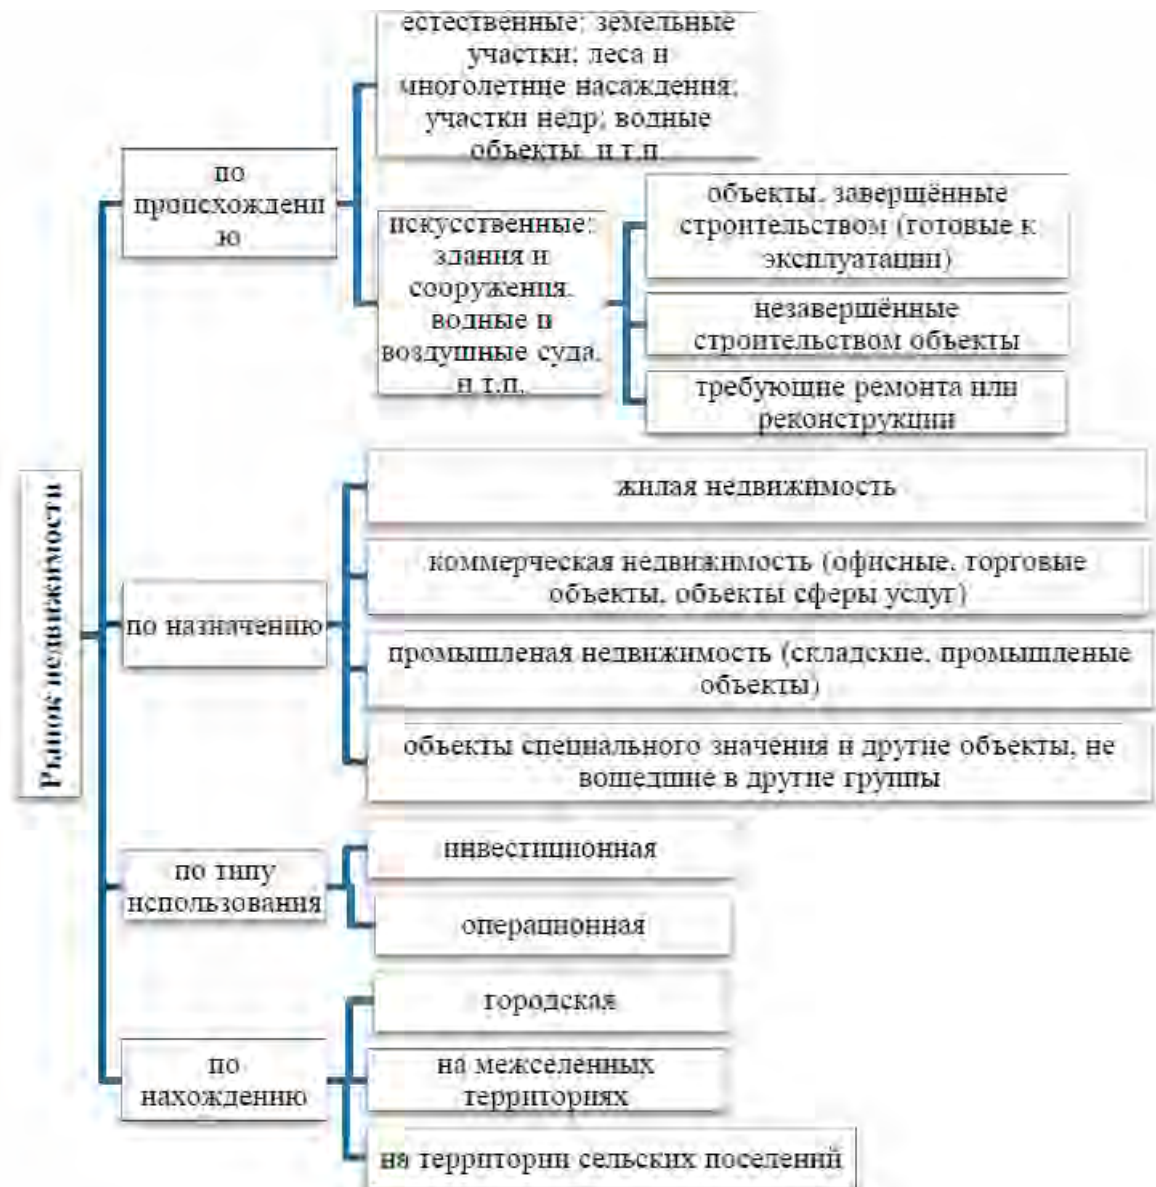 естественные: земельные
участки; леса и
многолетние насаждения;
участки недр; водные
объекты, и т.п.
по
происхождени
ю
искусственные:
здания и
сооружения,
водные и
воздушные суда,
и т.п.
объекты, завершённые
строительством (готовые к
эксплуатации)
незавершённые
строительством объекты
требующие ремонта или
реконструкции
Рынок недвижимости
по назначению
жилая недвижимость
коммерческая недвижимость (офисные, торговые
объекты, объекты сферы услуг)
промышленая недвижимость (складские, промышленые
объекты)
объекты специального значения и другие объекты, не
вошедшие в другие группы
по типу
использования
инвестиционная
операционная
по
нахождению
городская
на межселенных
территориях
на территории сельских поселений